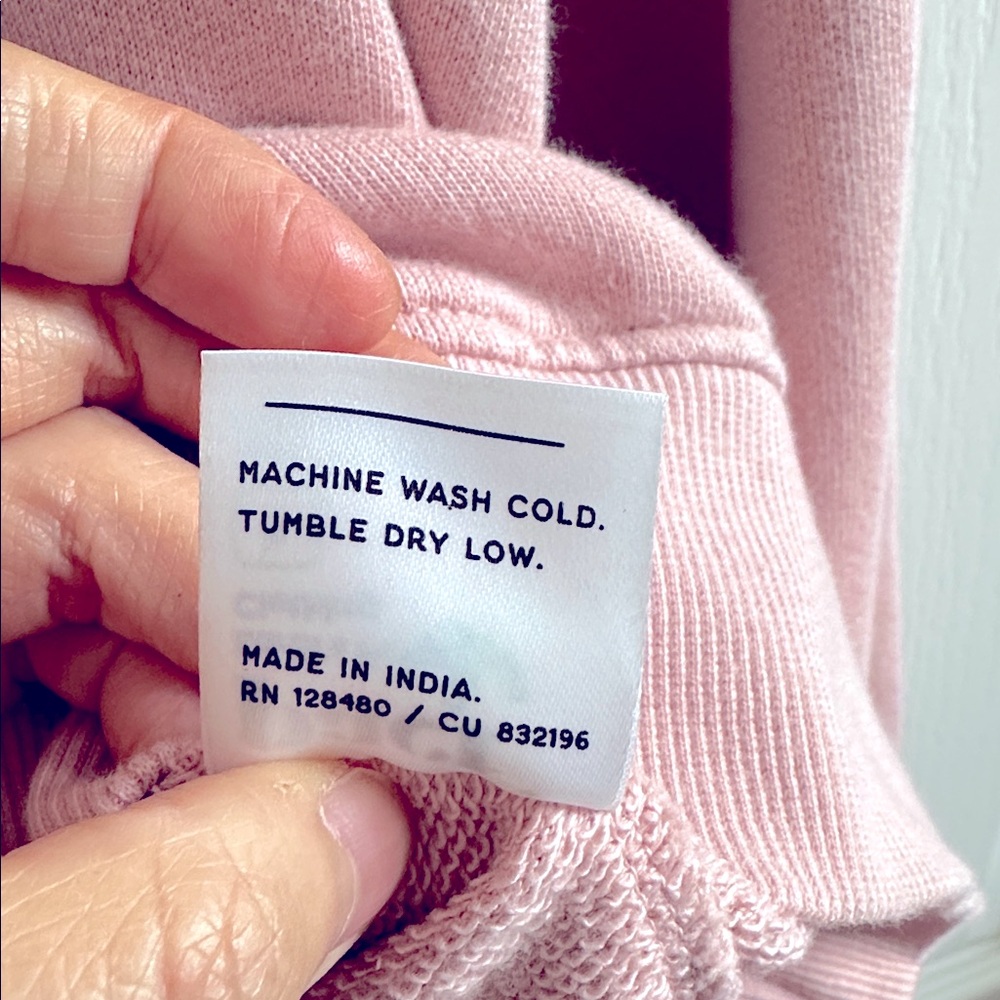 MACHINE WASH COLD.
TUMBLE DRY LOW.
MADE IN INDIA.
RN 128480 / CU 832196